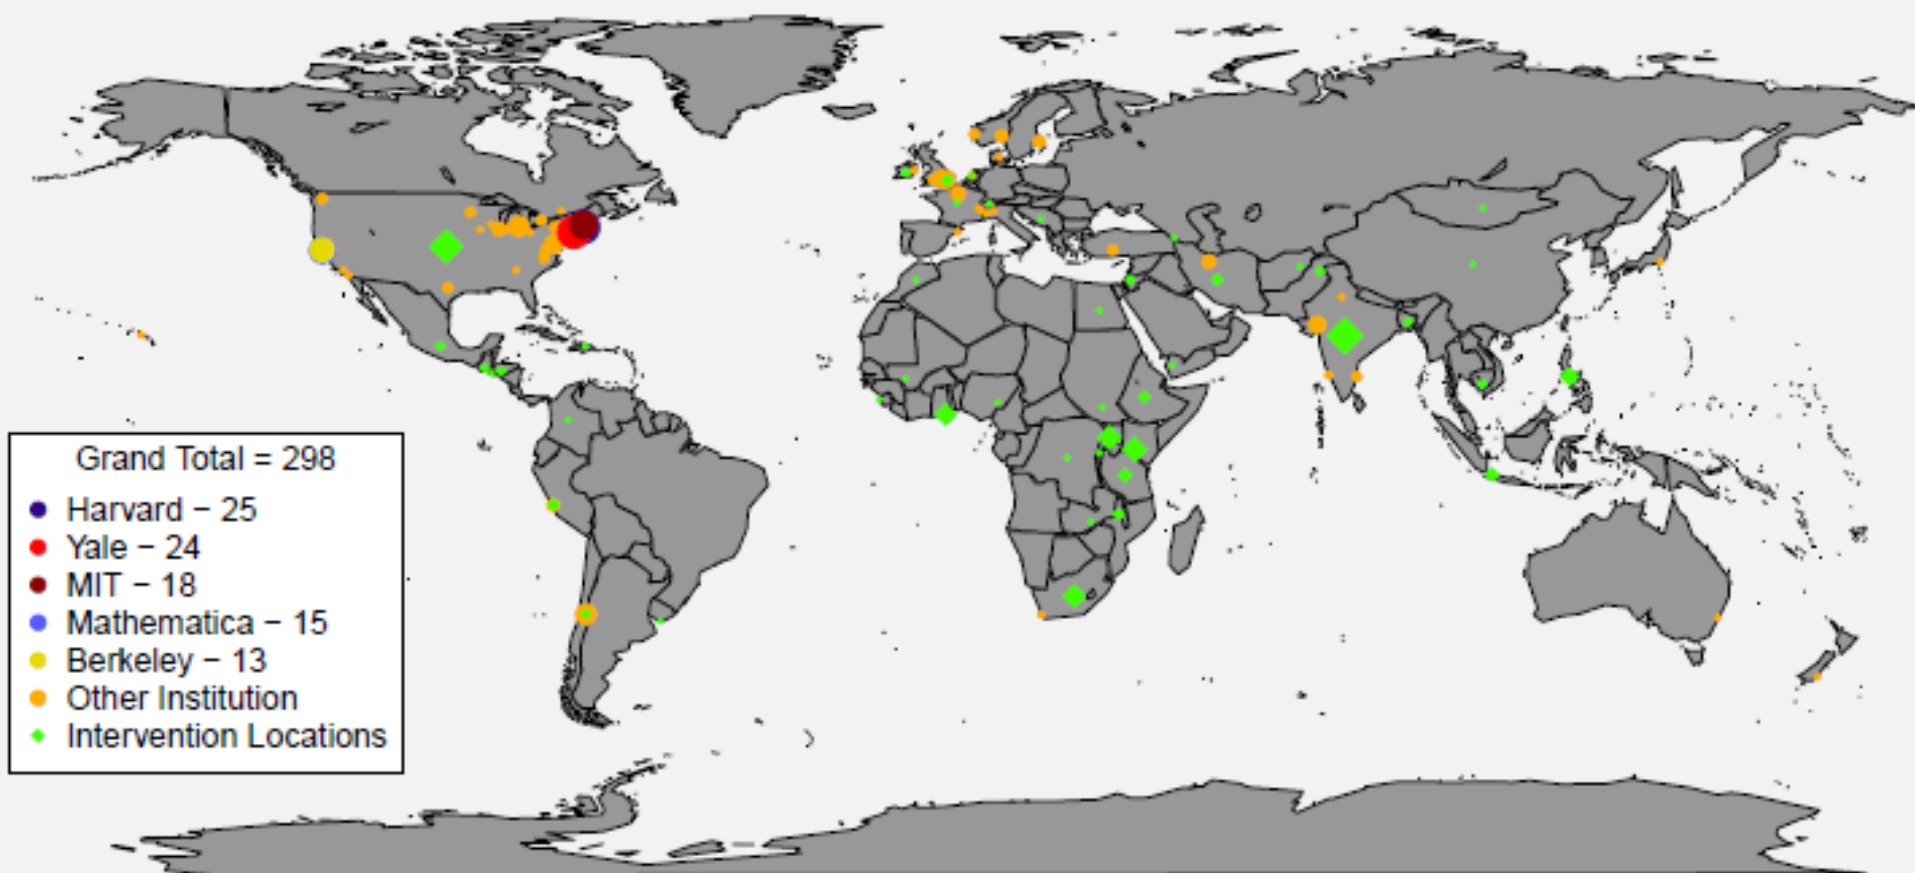 Grand Total = 298
Harvard − 25
Yale − 24
MIT − 18
Mathematica − 15
Berkeley − 13
Other Institution
Intervention Locations